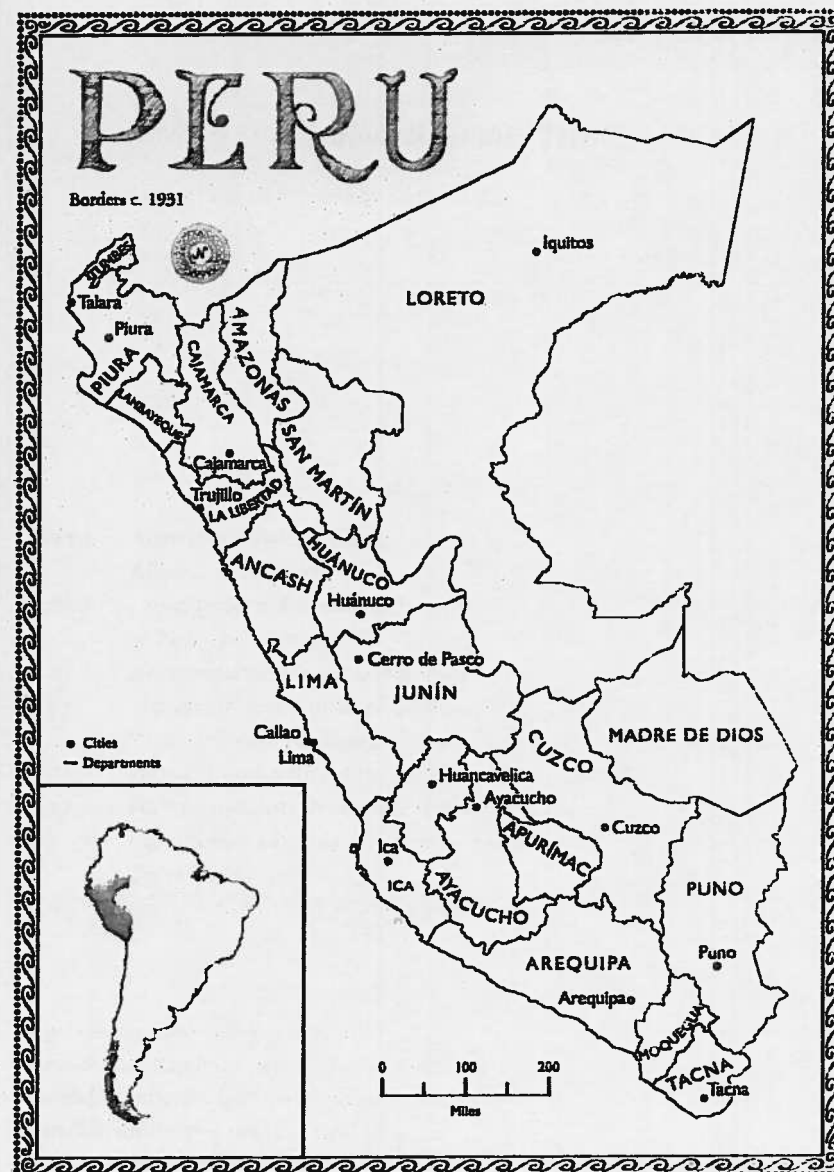 PERU
Borders c. 1931
N
TUMBES
Talara
Piura
PIURA
LAMBAYEQUE
CAJAMARCA
Cajamarca
AMAZONAS
SAN MARTÍN
LORETO
Iquitos
Trujillo
LA LIBERTAD
ANCASH
HUÁNUCO
Huánuco
Cerro de Pasco
LIMA
JUNÍN
Callao
Lima
CUZCO
MADRE DE DIOS
Huancavelica
Ayacucho
Cuzco
APURÍMAC
Ica
ICA
AYACUCHO
PUNO
Puno
AREQUIPA
Arequipa
MOQUEGUA
TACNA
Tacna
Cities
Departments
0 100 200
Miles